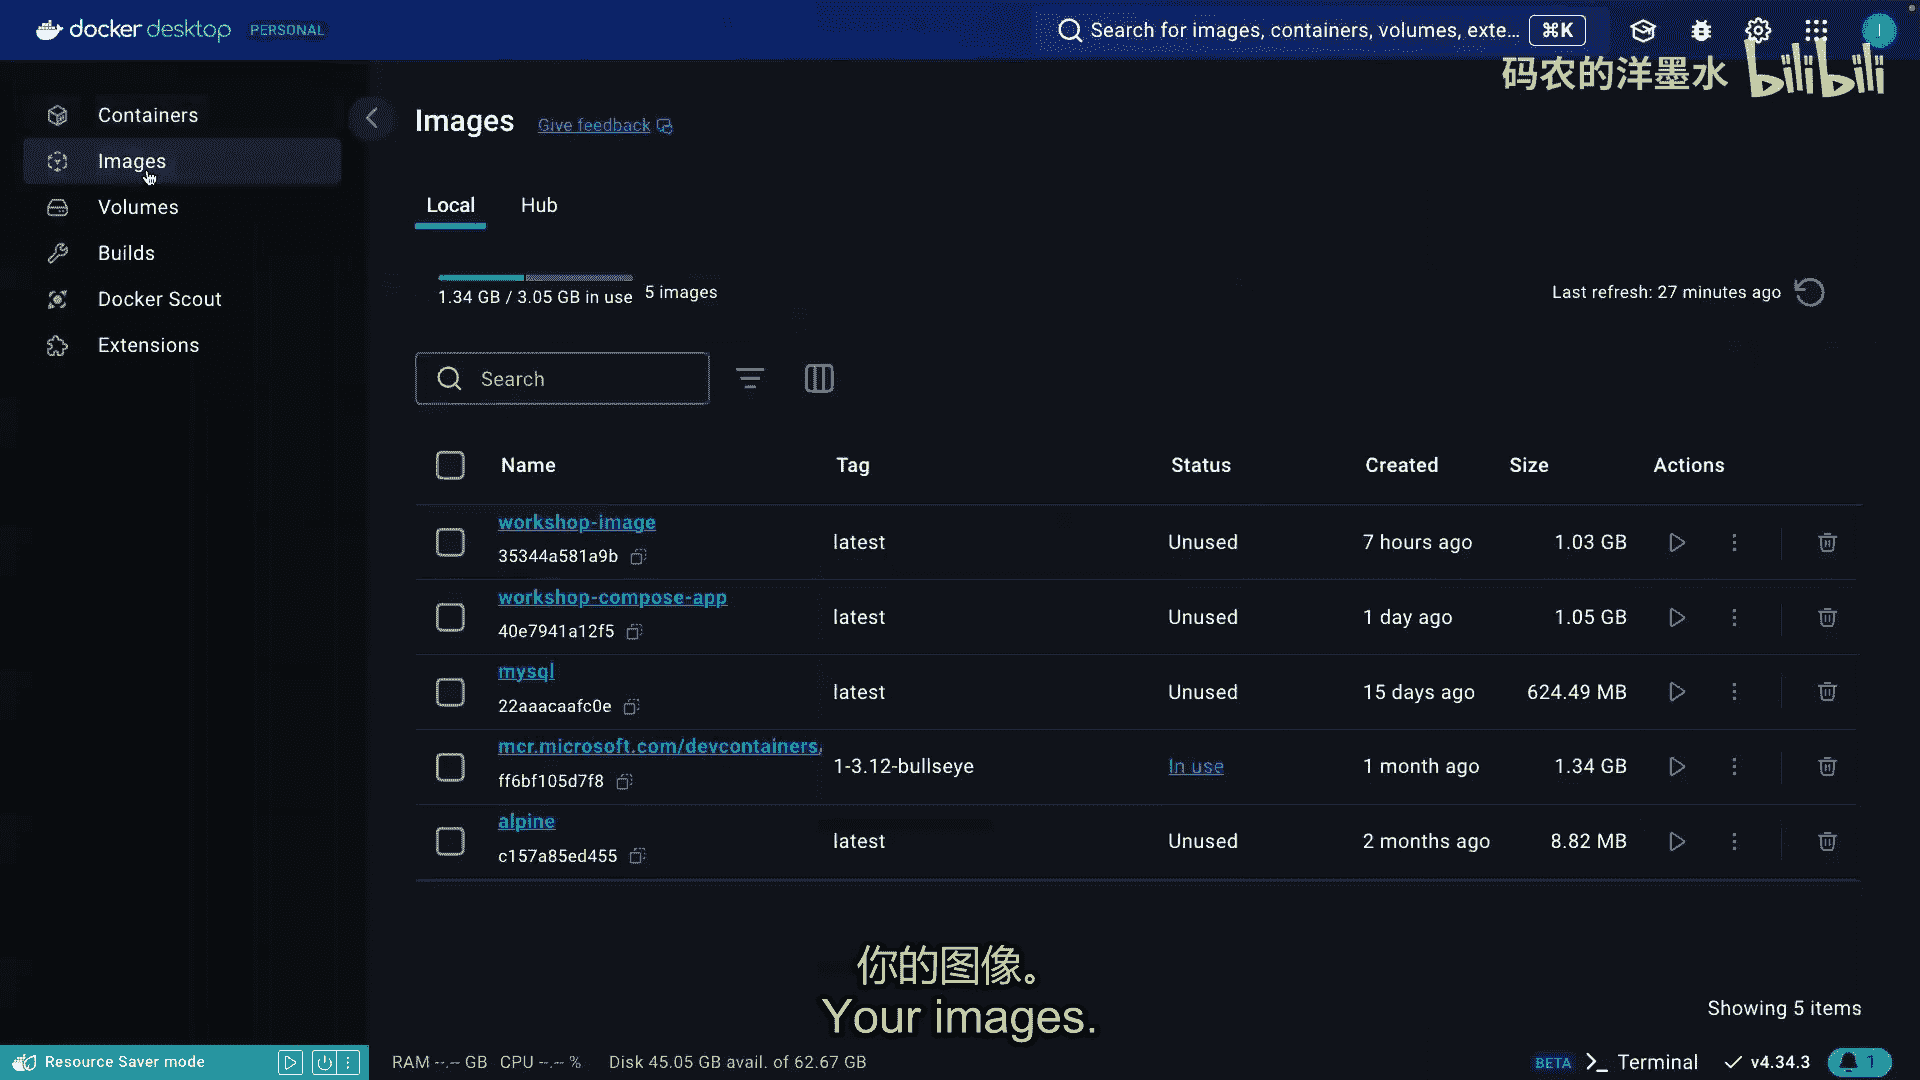 docker desktop PERSONAL
Search for images, containers, volumes, exte... ⌘K
I
码农的洋墨水 bilibili
Containers
Images
Volumes
Builds
Docker Scout
Extensions
Images Give feedback
Local Hub
1.34 GB / 3.05 GB in use 5 images
Last refresh: 27 minutes ago
Search
Name Tag Status Created Size Actions
workshop-image
35344a581a9b
latest Unused 7 hours ago 1.03 GB
workshop-compose-app
40e7941a12f5
latest Unused 1 day ago 1.05 GB
mysql
22aaacaafc0e
latest Unused 15 days ago 624.49 MB
mcr.microsoft.com/devcontainers/
ff6bf105d7f8
1-3.12-bullseye In use 1 month ago 1.34 GB
alpine
c157a85ed455
latest Unused 2 months ago 8.82 MB
你的图像。
Your images.
Showing 5 items
Resource Saver mode
RAM --.-- GB CPU --.-- % Disk 45.05 GB avail. of 62.67 GB
BETA >_ Terminal v4.34.3 1